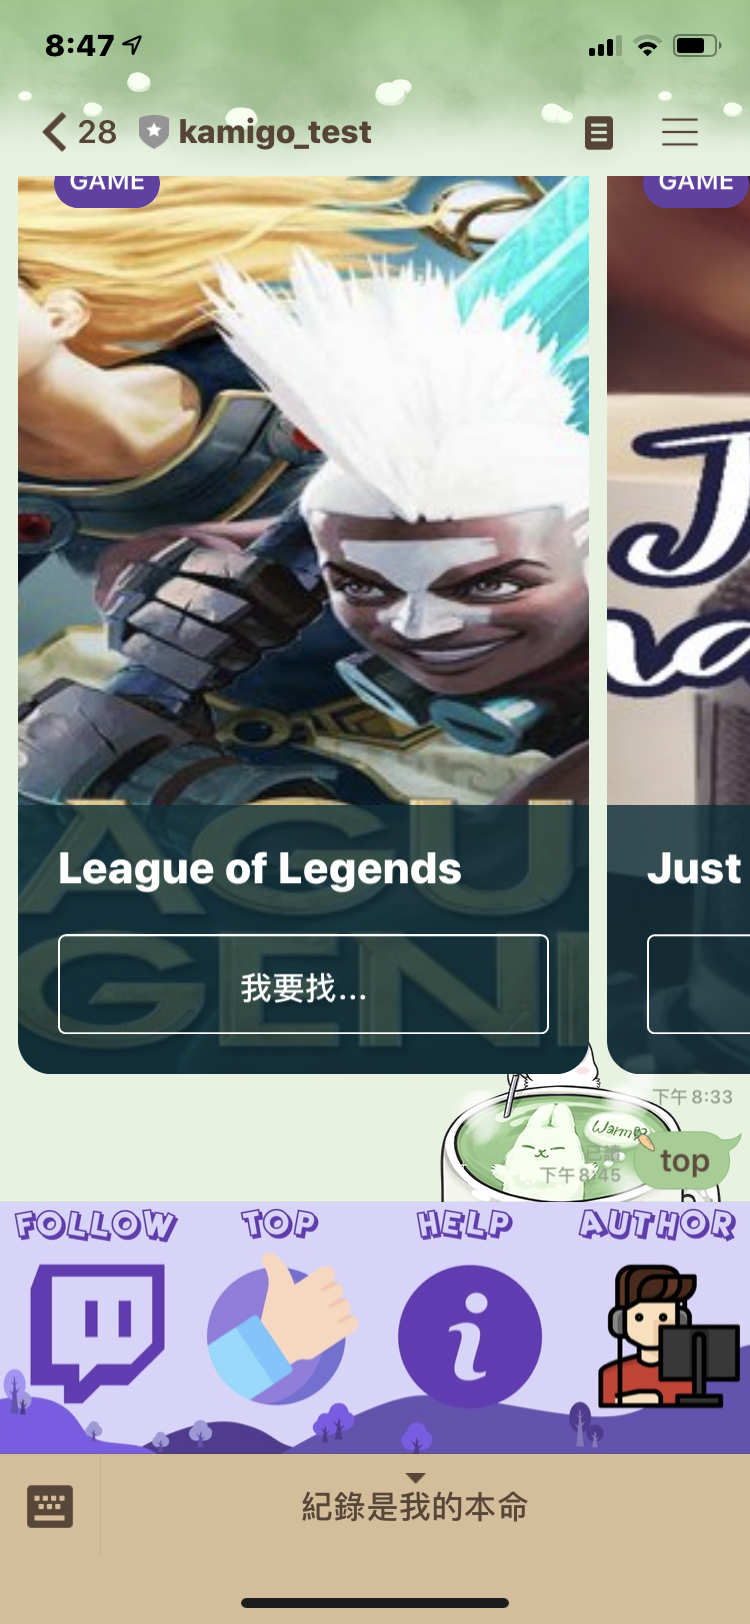 8:47
28 kamigo_test
GAME
GAME
J
League of Legends
Just
我要找...
下午 8:33
Warm
已讀
下午 8:45
top
FOLLOW TOP HELP AUTHOR
紀錄是我的本命